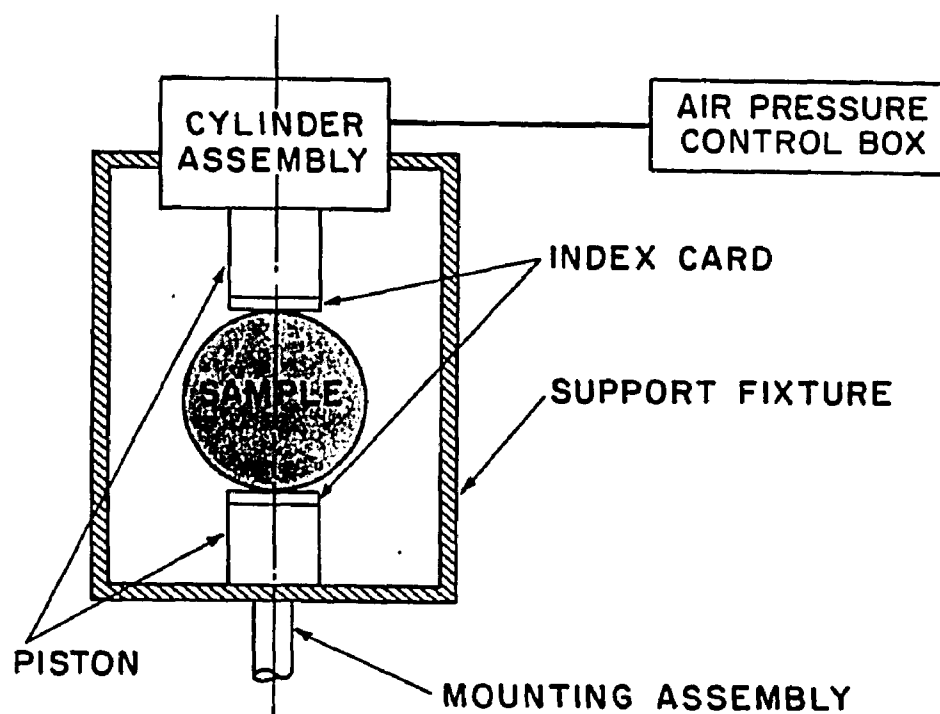 CYLINDER
ASSEMBLY
AIR PRESSURE
CONTROL BOX
INDEX CARD
SAMPLE
SUPPORT FIXTURE
PISTON
MOUNTING ASSEMBLY